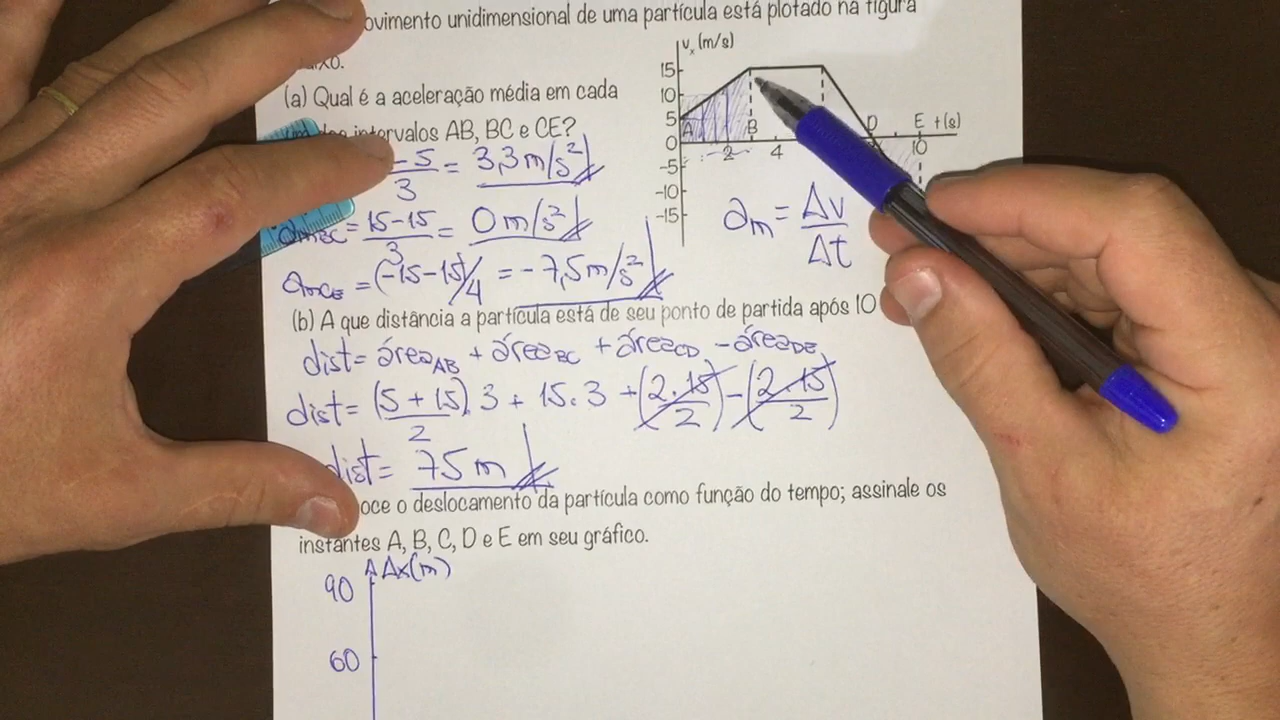 ovimento unidimensional de uma partícula está plotado na figura
aixo.
(a) Qual é a aceleração média em cada
intervalos AB, BC e CE?
-5/3 = 3,3 m/s²
amBC = 15-15/3 = 0 m/s²
amCE = (-15-15)/4 = -7,5 m/s²
vₓ (m/s)
15
10
5
0
-5
-10
-15
A
B
D
E t(s)
2
4
10
am = Δv/Δt
(b) A que distância a partícula está de seu ponto de partida após 10
dist = áreaAB + áreaBC + áreaCD - áreaDE
dist = (5 + 15)/2 . 3 + 15.3 + (2.15/2) - (2.15/2)
dist = 75 m
oce o deslocamento da partícula como função do tempo; assinale os
instantes A, B, C, D e E em seu gráfico.
Δx(m)
90
60